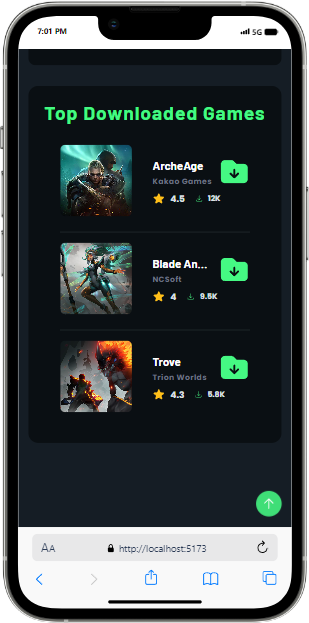 7:01 PM
5G
Top Downloaded Games
ArcheAge
Kakao Games
4.5 12K
Blade An...
NCSoft
4 9.5K
Trove
Trion Worlds
4.3 5.8K
AA http://localhost:5173